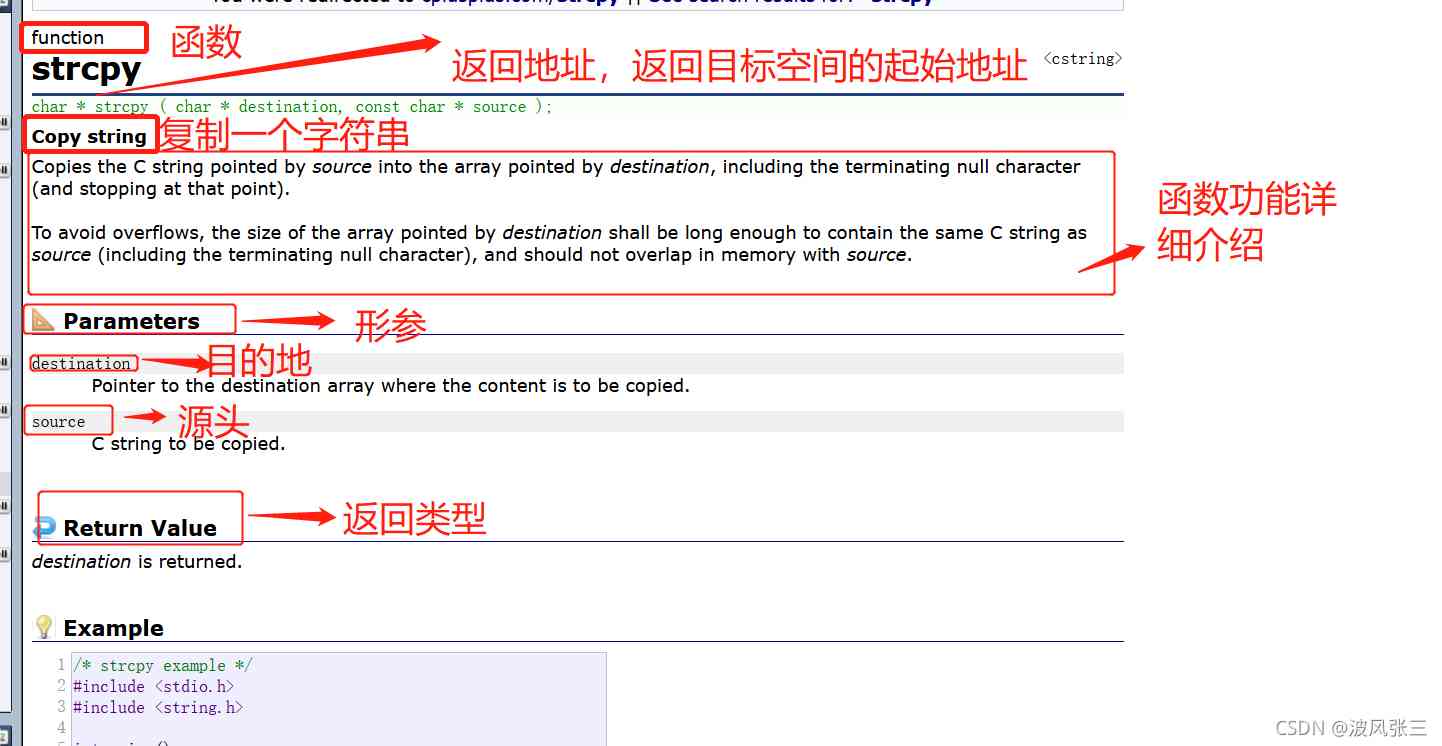 function 函数
strcpy
返回地址，返回目标空间的起始地址 <cstring>
char * strcpy ( char * destination, const char * source );
Copy string 复制一个字符串
Copies the C string pointed by source into the array pointed by destination, including the terminating null character
(and stopping at that point).
To avoid overflows, the size of the array pointed by destination shall be long enough to contain the same C string as
source (including the terminating null character), and should not overlap in memory with source.
函数功能详
细介绍
Parameters 形参
destination 目的地
Pointer to the destination array where the content is to be copied.
source 源头
C string to be copied.
Return Value 返回类型
destination is returned.
Example
1 /* strcpy example */
2 #include <stdio.h>
3 #include <string.h>
4
CSDN @波风张三